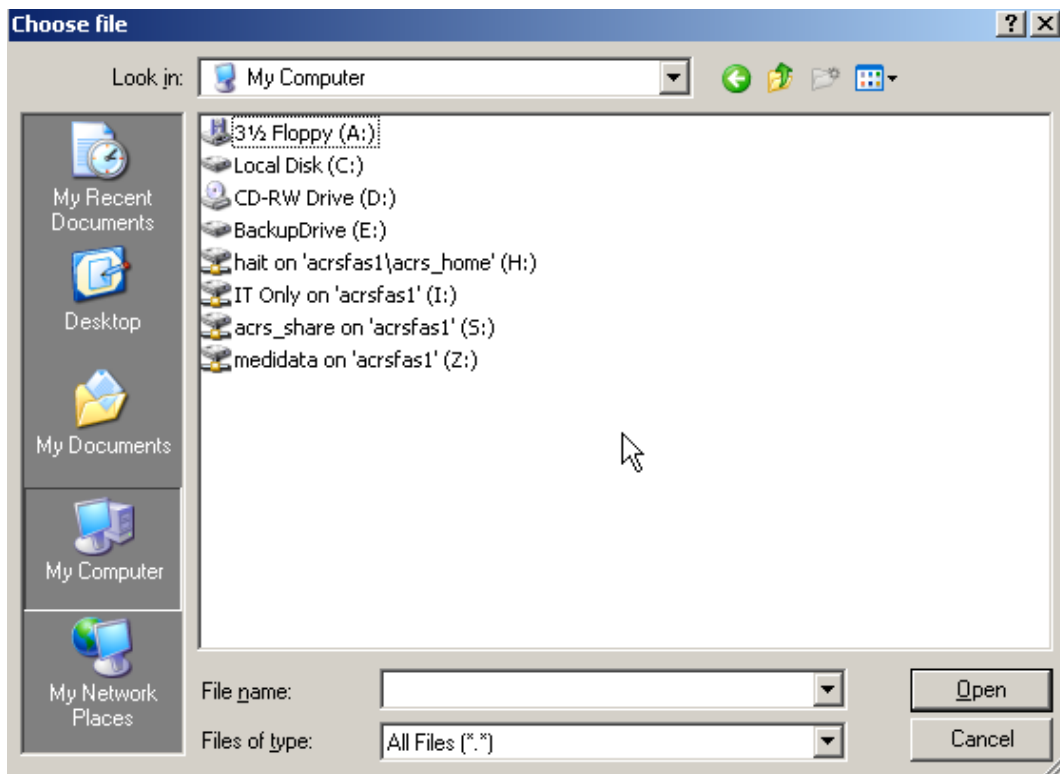 Choose file
Look in:
My Computer
3½ Floppy (A:)
Local Disk (C:)
CD-RW Drive (D:)
BackupDrive (E:)
hait on 'acrsfas1\acrs_home' (H:)
IT Only on 'acrsfas1' (I:)
acrs_share on 'acrsfas1' (S:)
medidata on 'acrsfas1' (Z:)
My Recent
Documents
Desktop
My Documents
My Computer
My Network
Places
File name:
Open
Files of type:
All Files (*.*)
Cancel